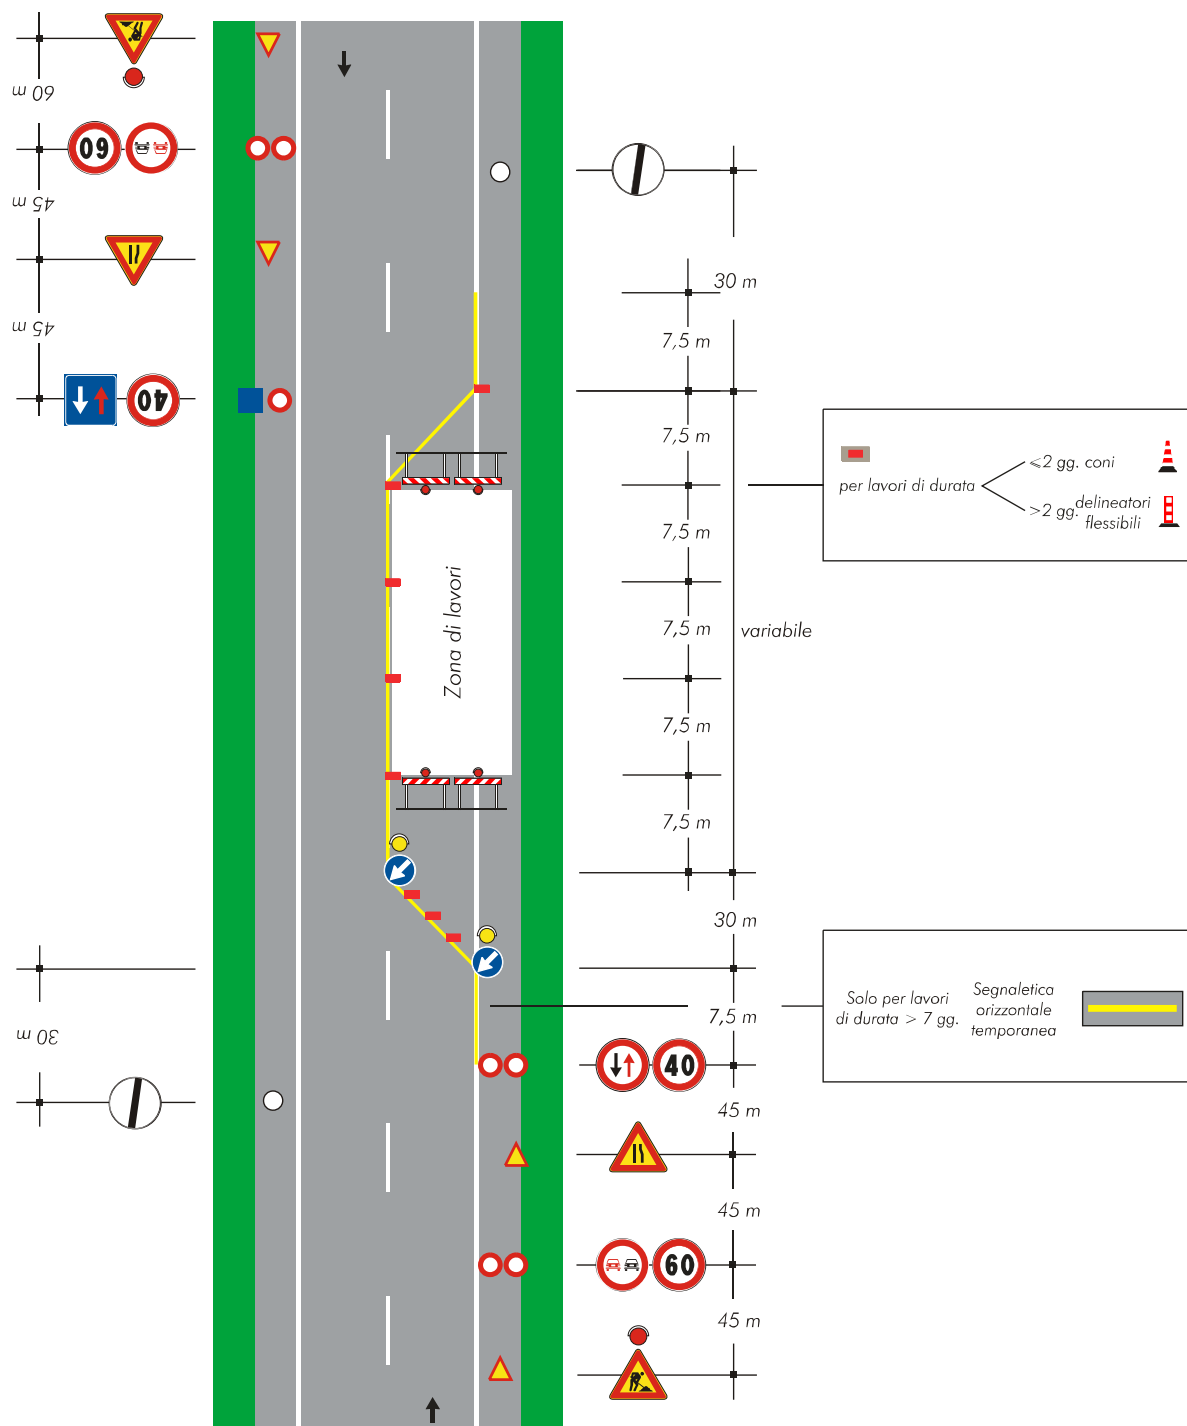 60 m
60
45 m
45 m
40
30 m
30 m
7,5 m
7,5 m
7,5 m
7,5 m
7,5 m
7,5 m
variabile
30 m
7,5 m
40
45 m
45 m
60
45 m
Zona di lavori
per lavori di durata
⩽2 gg. coni
>2 gg. delineatori
flessibili
Solo per lavori
di durata > 7 gg.
Segnaletica
orizzontale
temporanea